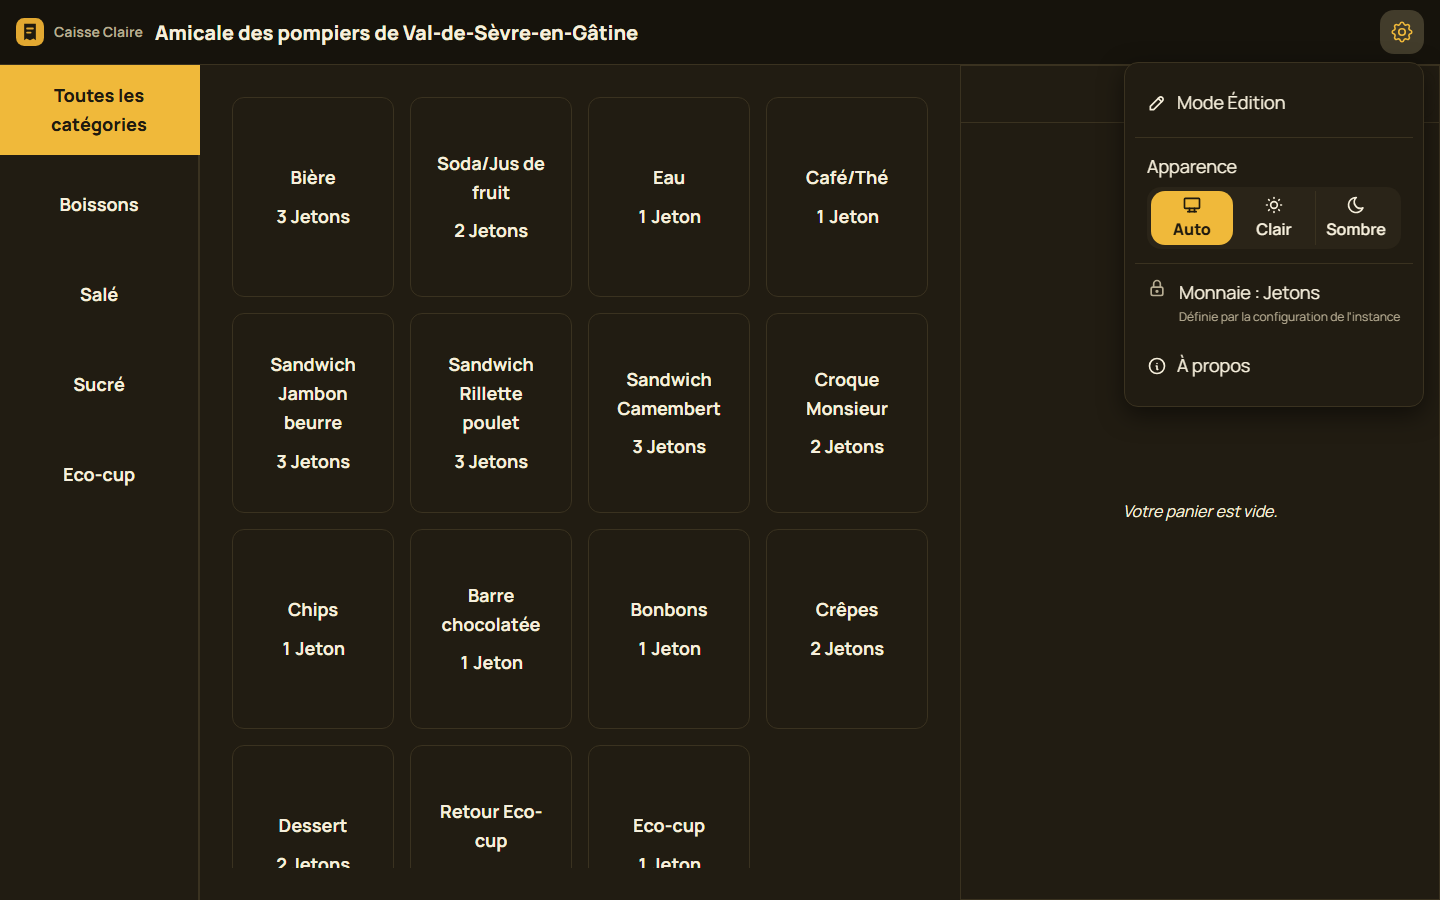 Caisse Claire
Amicale des pompiers de Val-de-Sèvre-en-Gâtine
Toutes les
catégories
Boissons
Salé
Sucré
Eco-cup
Bière
3 Jetons
Soda/Jus de
fruit
2 Jetons
Eau
1 Jeton
Café/Thé
1 Jeton
Sandwich
Jambon
beurre
3 Jetons
Sandwich
Rillette
poulet
3 Jetons
Sandwich
Camembert
3 Jetons
Croque
Monsieur
2 Jetons
Chips
1 Jeton
Barre
chocolatée
1 Jeton
Bonbons
1 Jeton
Crêpes
2 Jetons
Dessert
2 Jetons
Retour Eco-
cup
Eco-cup
1 Jeton
Mode Édition
Apparence
Auto
Clair
Sombre
Monnaie : Jetons
Définie par la configuration de l'instance
À propos
Votre panier est vide.